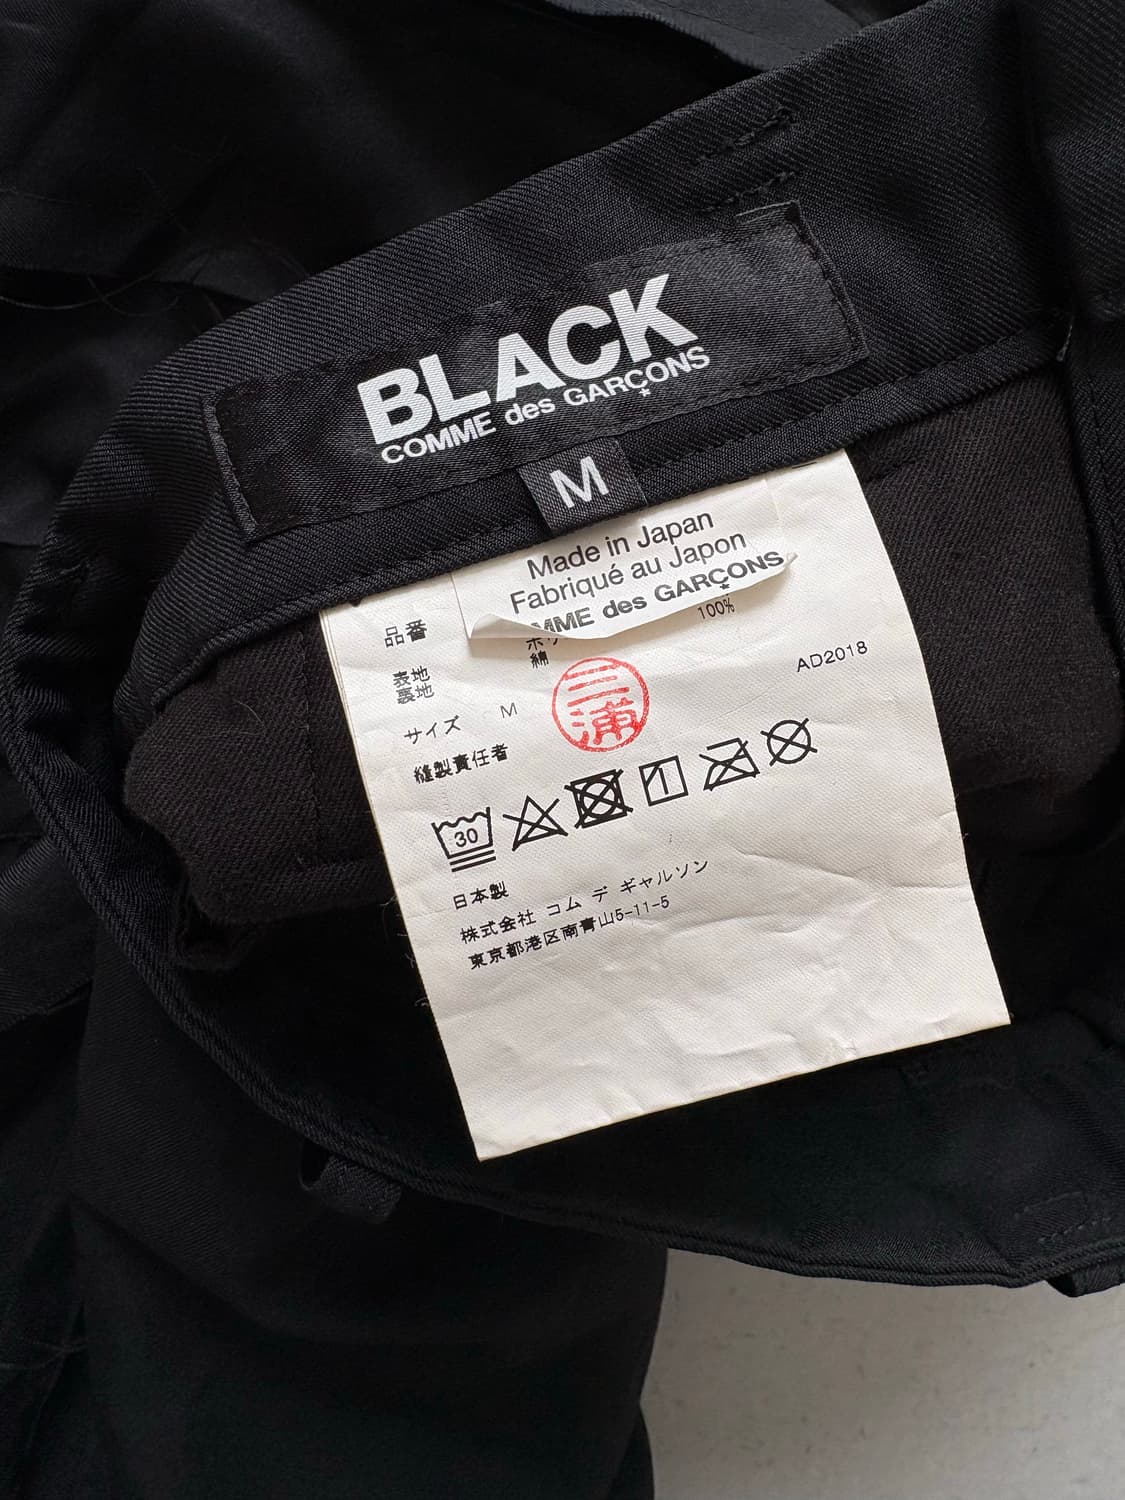 BLACK
COMME des GARÇONS
M
Made in Japan
Fabriqué au Japon
MME des GARÇONS
品番
100%
表地
裏地 綿
AD2018
サイズ M
縫製責任者 三浦
30
日本製
株式会社 コム デ ギャルソン
東京都港区南青山5-11-5